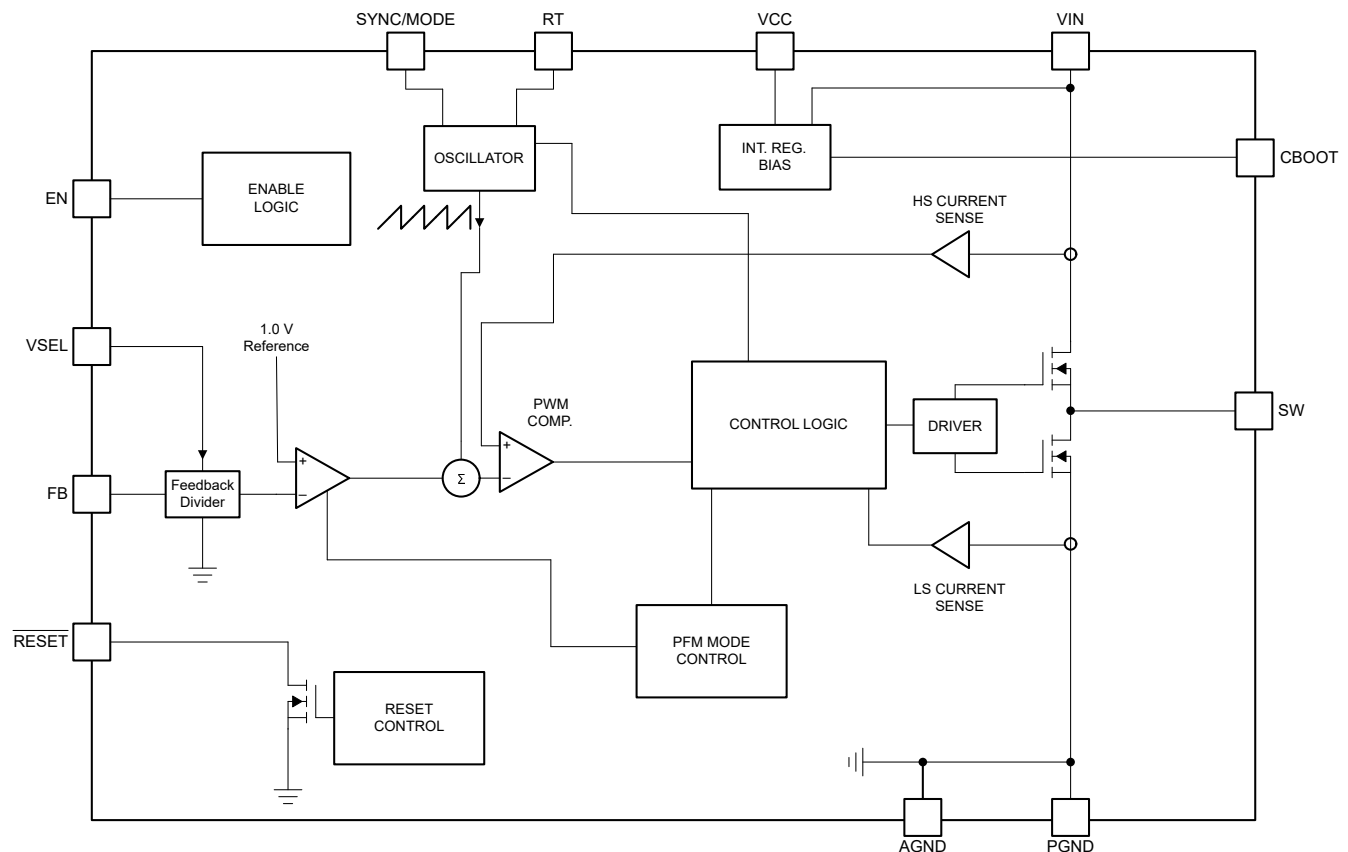 SYNC/MODE
RT
VCC
VIN
OSCILLATOR
INT. REG.
BIAS
CBOOT
EN
ENABLE
LOGIC
HS CURRENT
SENSE
VSEL
1.0 V
Reference
PWM
COMP.
+
−
CONTROL LOGIC
DRIVER
SW
FB
Feedback
Divider
+
−
Σ
LS CURRENT
SENSE
RESET
PFM MODE
CONTROL
RESET
CONTROL
AGND
PGND